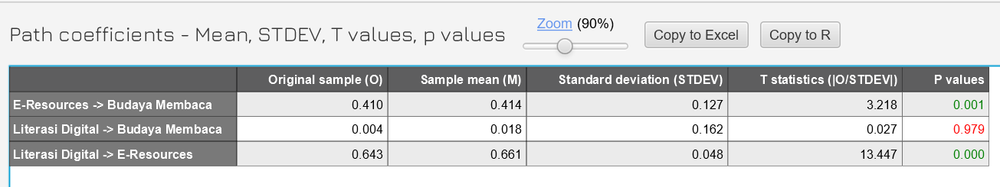 Path coefficients - Mean, STDEV, T values, p values Zoom (90%) Copy to Excel Copy to R
Original sample (O) Sample mean (M) Standard deviation (STDEV) T statistics (|O/STDEV|) P values
E-Resources -> Budaya Membaca 0.410 0.414 0.127 3.218 0.001
Literasi Digital -> Budaya Membaca 0.004 0.018 0.162 0.027 0.979
Literasi Digital -> E-Resources 0.643 0.661 0.048 13.447 0.000